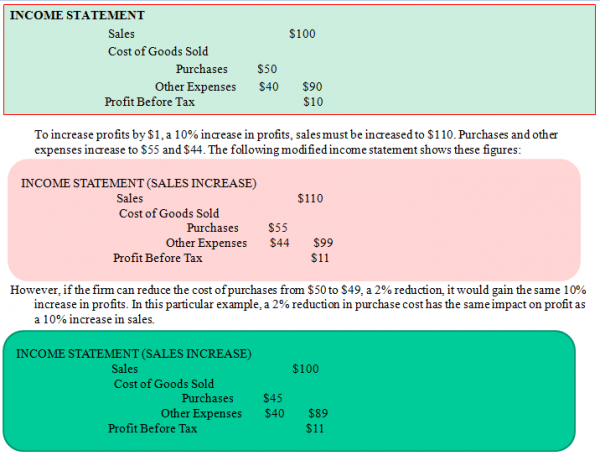 INCOME STATEMENT
Sales $100
Cost of Goods Sold
Purchases $50
Other Expenses $40 $90
Profit Before Tax $10
To increase profits by $1, a 10% increase in profits, sales must be increased to $110. Purchases and other
expenses increase to $55 and $44. The following modified income statement shows these figures:
INCOME STATEMENT (SALES INCREASE)
Sales $110
Cost of Goods Sold
Purchases $55
Other Expenses $44 $99
Profit Before Tax $11
However, if the firm can reduce the cost of purchases from $50 to $49, a 2% reduction, it would gain the same 10%
increase in profits. In this particular example, a 2% reduction in purchase cost has the same impact on profit as
a 10% increase in sales.
INCOME STATEMENT (SALES INCREASE)
Sales $100
Cost of Goods Sold
Purchases $45
Other Expenses $40 $89
Profit Before Tax $11